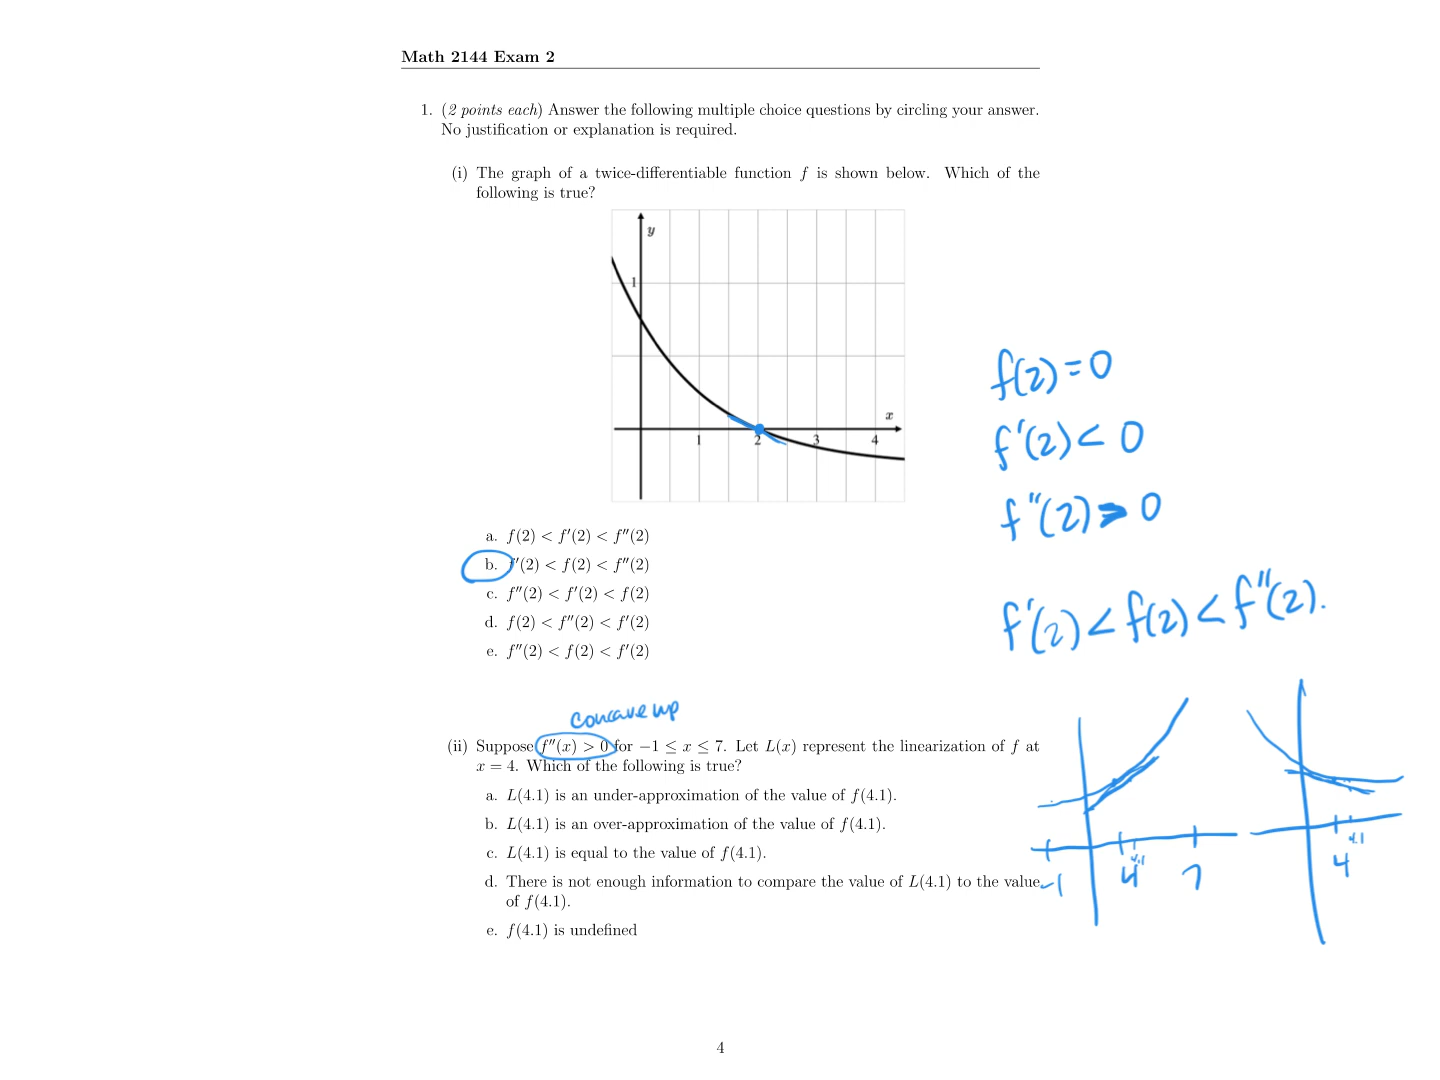 Math 2144 Exam 2
1. (2 points each) Answer the following multiple choice questions by circling your answer.
No justification or explanation is required.
(i) The graph of a twice-differentiable function f is shown below. Which of the
following is true?
y
1
x
1 2 3 4
f(2) = 0
f'(2) < 0
f"(2) > 0
a. f(2) < f′(2) < f″(2)
b. f′(2) < f(2) < f″(2)
c. f″(2) < f′(2) < f(2)
d. f(2) < f″(2) < f′(2)
e. f″(2) < f(2) < f′(2)
f'(2) < f(2) < f"(2).
concave up
(ii) Suppose f″(x) > 0 for −1 ≤ x ≤ 7. Let L(x) represent the linearization of f at
x = 4. Which of the following is true?
a. L(4.1) is an under-approximation of the value of f(4.1).
b. L(4.1) is an over-approximation of the value of f(4.1).
c. L(4.1) is equal to the value of f(4.1).
d. There is not enough information to compare the value of L(4.1) to the value
of f(4.1).
e. f(4.1) is undefined
-1 4 4.1 7
4 4.1
4